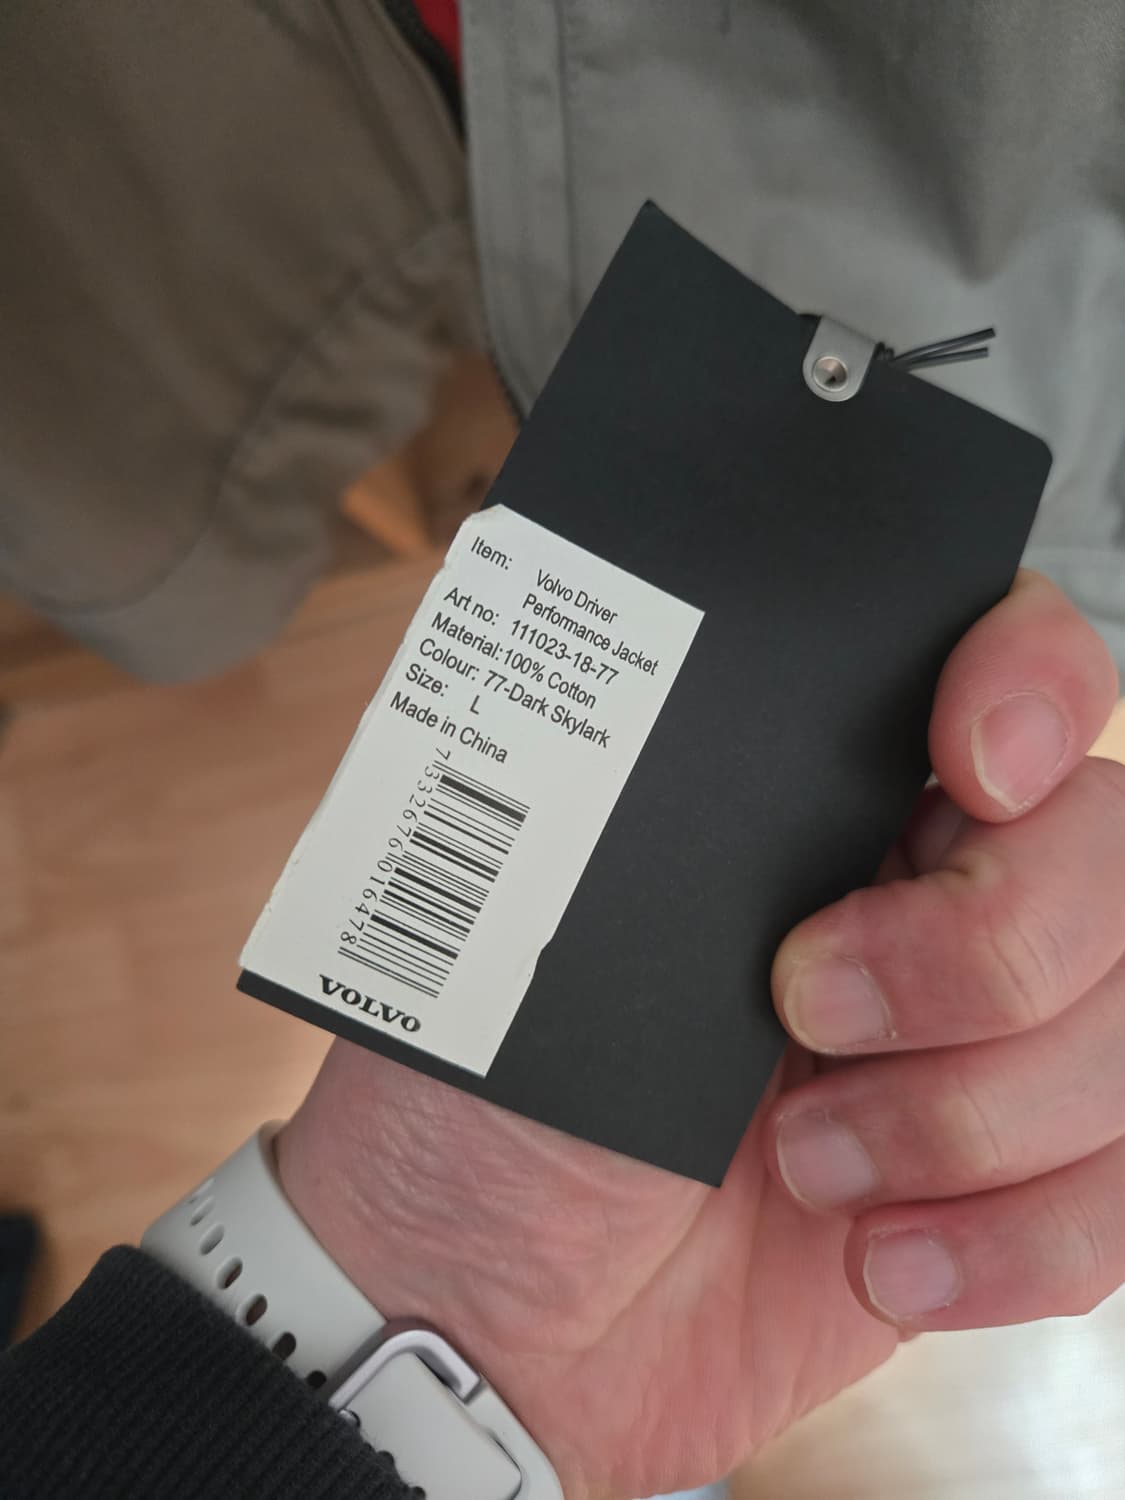 Item: Volvo Driver
Performance Jacket
Art no: 111023-18-77
Material: 100% Cotton
Colour: 77-Dark Skylark
Size: L
Made in China
7332676016478
VOLVO